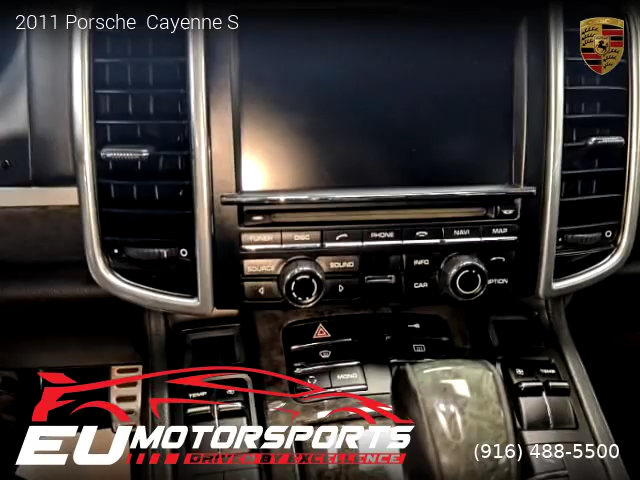 2011 Porsche  Cayenne S
TUNER DISC PHONE NAVI MAP
SOURCE SOUND INFO
CAR OPTION
MONO
TEMP TEMP
EU MOTORSPORTS
DRIVEN BY EXCELLENCE
(916) 488-5500